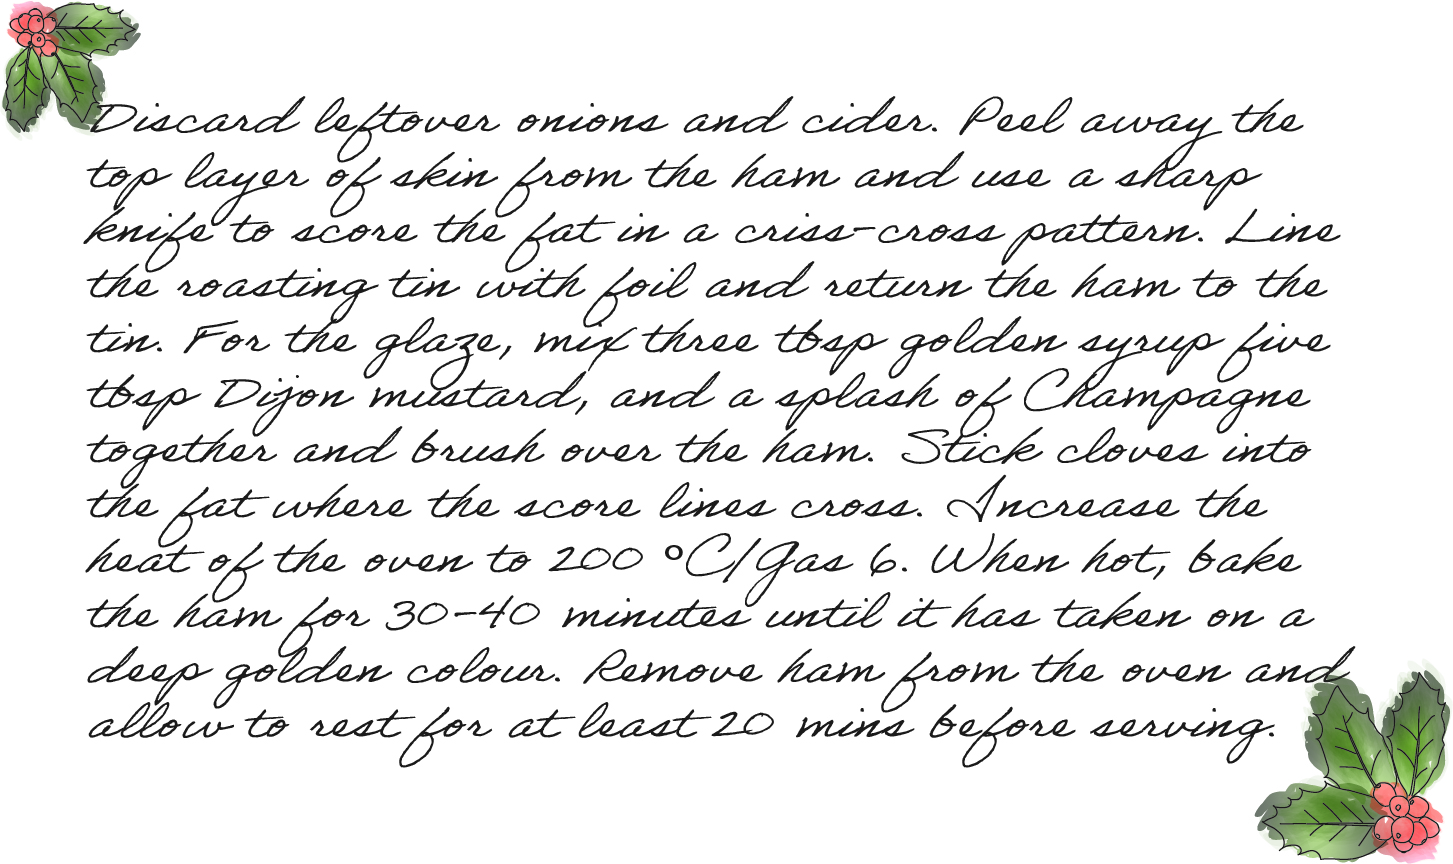 Discard leftover onions and cider. Peel away the
top layer of skin from the ham and use a sharp
knife to score the fat in a criss-cross pattern. Line
the roasting tin with foil and return the ham to the
tin. For the glaze, mix three tbsp golden syrup five
tbsp Dijon mustard, and a splash of Champagne
together and brush over the ham. Stick cloves into
the fat where the score lines cross. Increase the
heat of the oven to 200 °C/Gas 6. When hot, bake
the ham for 30-40 minutes until it has taken on a
deep golden colour. Remove ham from the oven and
allow to rest for at least 20 mins before serving.